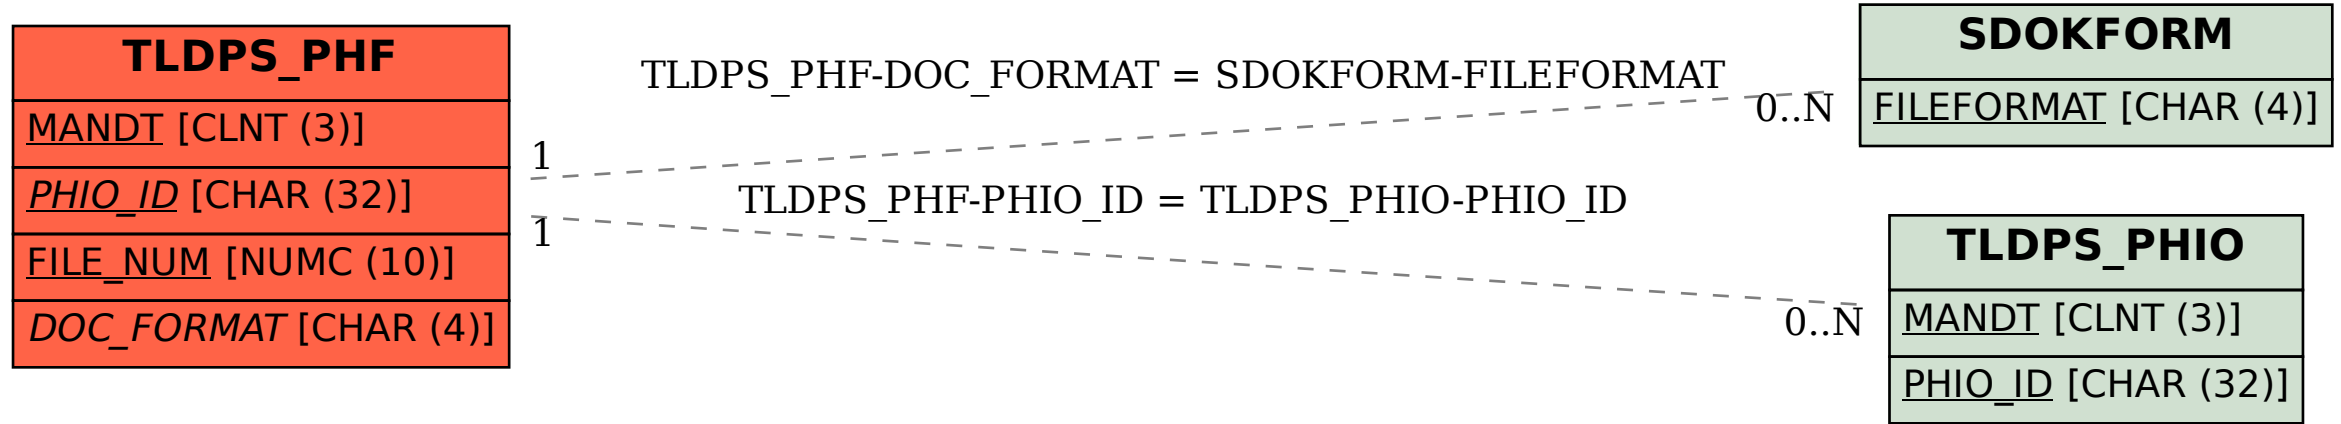 TLDPS_PHF
MANDT [CLNT (3)]
PHIO_ID [CHAR (32)]
FILE_NUM [NUMC (10)]
DOC_FORMAT [CHAR (4)]
TLDPS_PHF-DOC_FORMAT = SDOKFORM-FILEFORMAT
1
0..N
TLDPS_PHF-PHIO_ID = TLDPS_PHIO-PHIO_ID
1
0..N
SDOKFORM
FILEFORMAT [CHAR (4)]
TLDPS_PHIO
MANDT [CLNT (3)]
PHIO_ID [CHAR (32)]